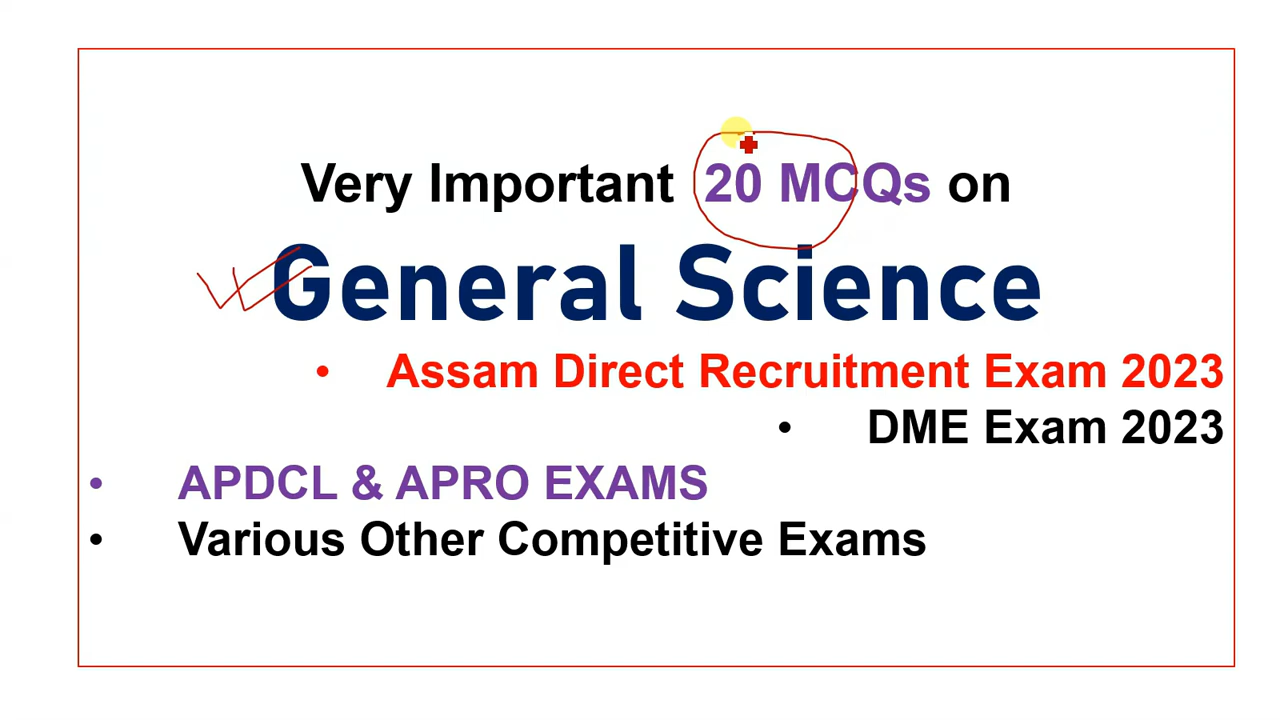 Very Important 20 MCQs on
General Science
• Assam Direct Recruitment Exam 2023
• DME Exam 2023
• APDCL & APRO EXAMS
• Various Other Competitive Exams